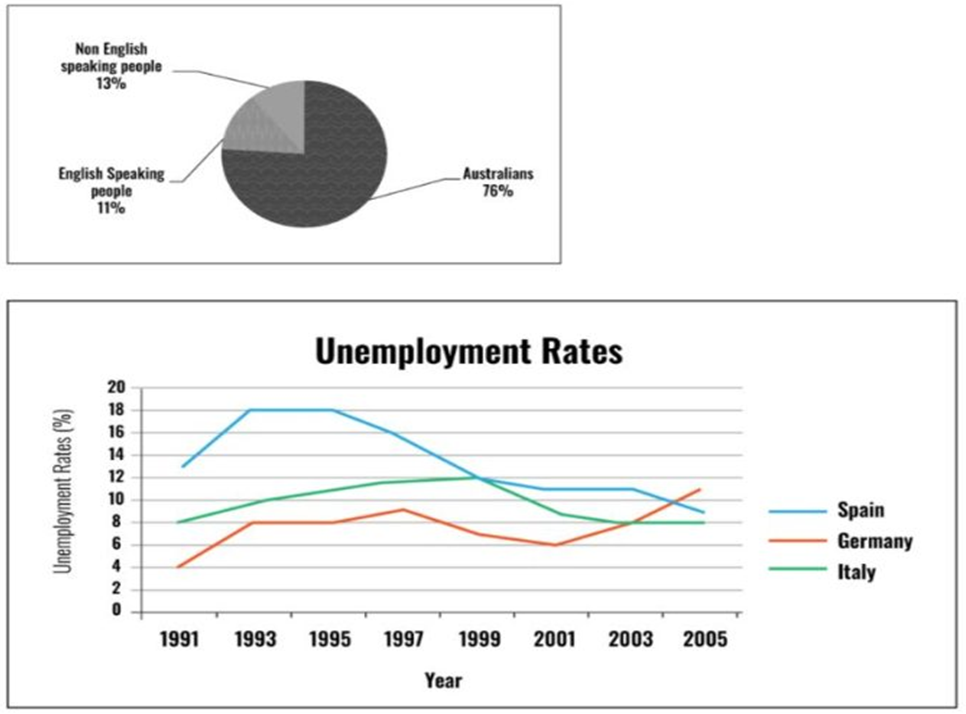 Non English
speaking people
13%
English Speaking
people
11%
Australians
76%
Unemployment Rates
Unemployment Rates (%)
20
18
16
14
12
10
8
6
4
2
0
1991 1993 1995 1997 1999 2001 2003 2005
Year
Spain
Germany
Italy